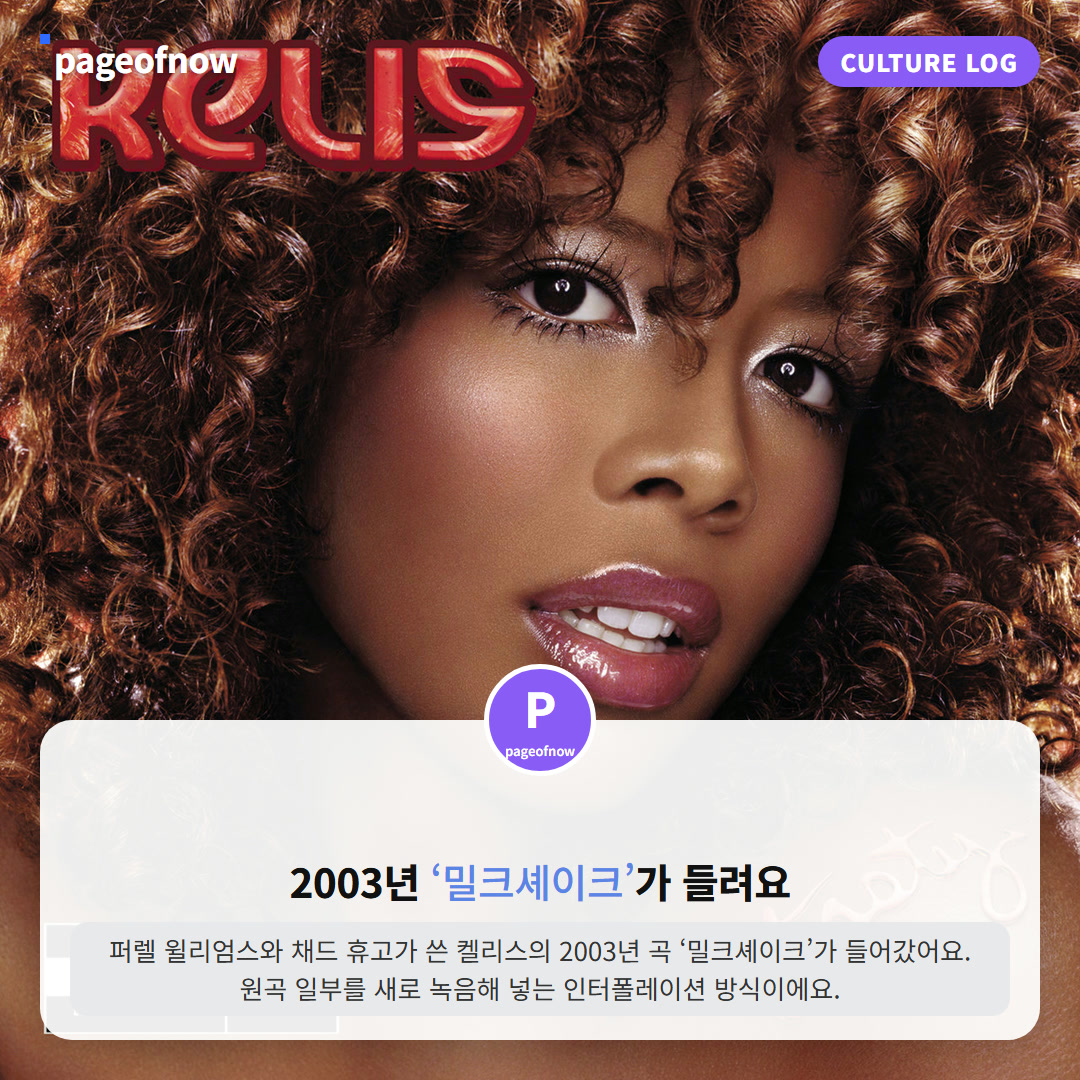 pageofnow
KELIS
CULTURE LOG
P
pageofnow
2003년 ‘밀크셰이크’가 들려요
퍼렐 윌리엄스와 채드 휴고가 쓴 켈리스의 2003년 곡 ‘밀크셰이크’가 들어갔어요.
원곡 일부를 새로 녹음해 넣는 인터폴레이션 방식이에요.